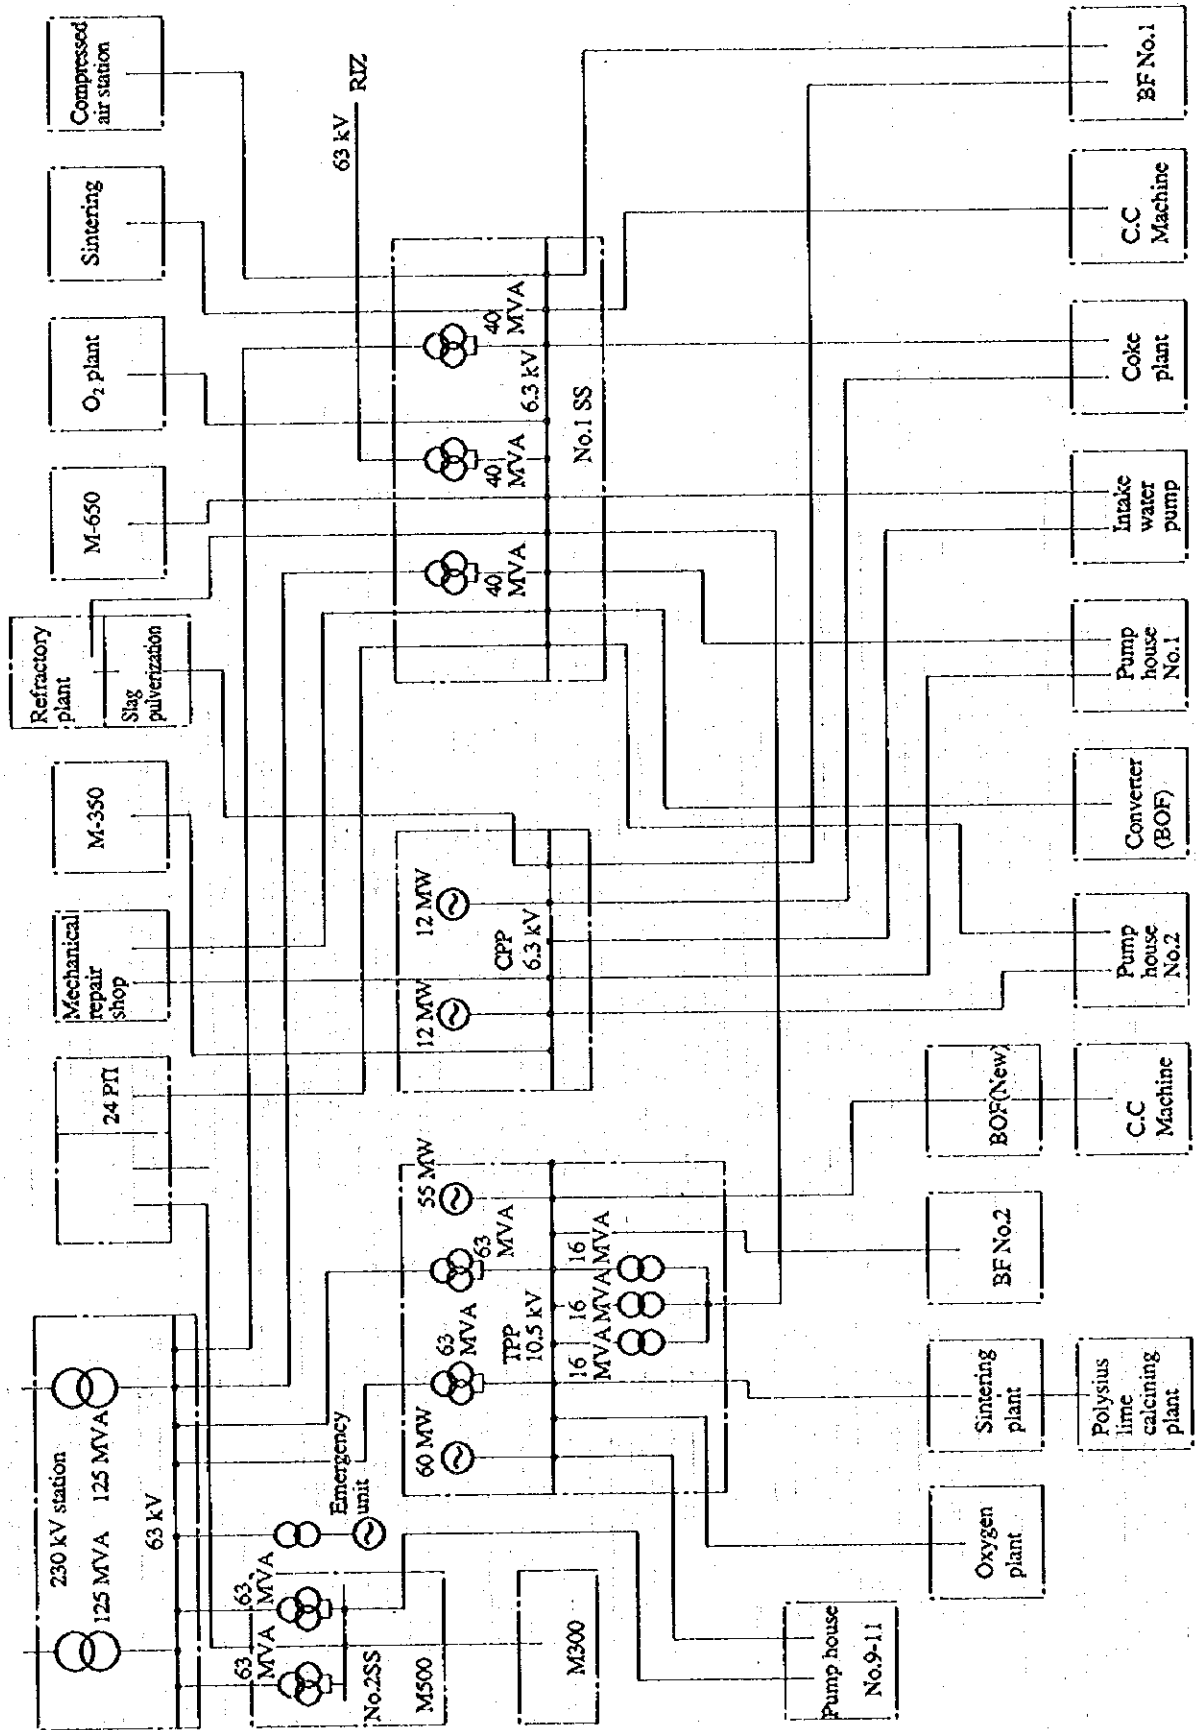 230 kV station
125 MVA 125 MVA
63 kV
24 РП
Mechanical
repair
shop
M-350
Refractory
plant
Slag
pulverization
M-650
O₂ plant
Sintering
Compressed
air station
63 kV
RIZ
63
MVA
63
MVA
No.2SS
M500
Emergency
unit
M300
60 MW
63
MVA
63
MVA
55 MW
TPP
10.5 kV
16
MVA
16
MVA
16
MVA
12 MW
12 MW
CPP
6.3 kV
40
MVA
40
MVA
40
MVA
6.3 kV
No.1 SS
Pump house
No.9-11
Oxygen
plant
Sintering
plant
BF No.2
BOF(New)
Polysius
lime
calcining
plant
C.C
Machine
Pump
house
No.2
Converter
(BOF)
Pump
house
No.1
Intake
water
pump
Coke
plant
C.C
Machine
BF No.1